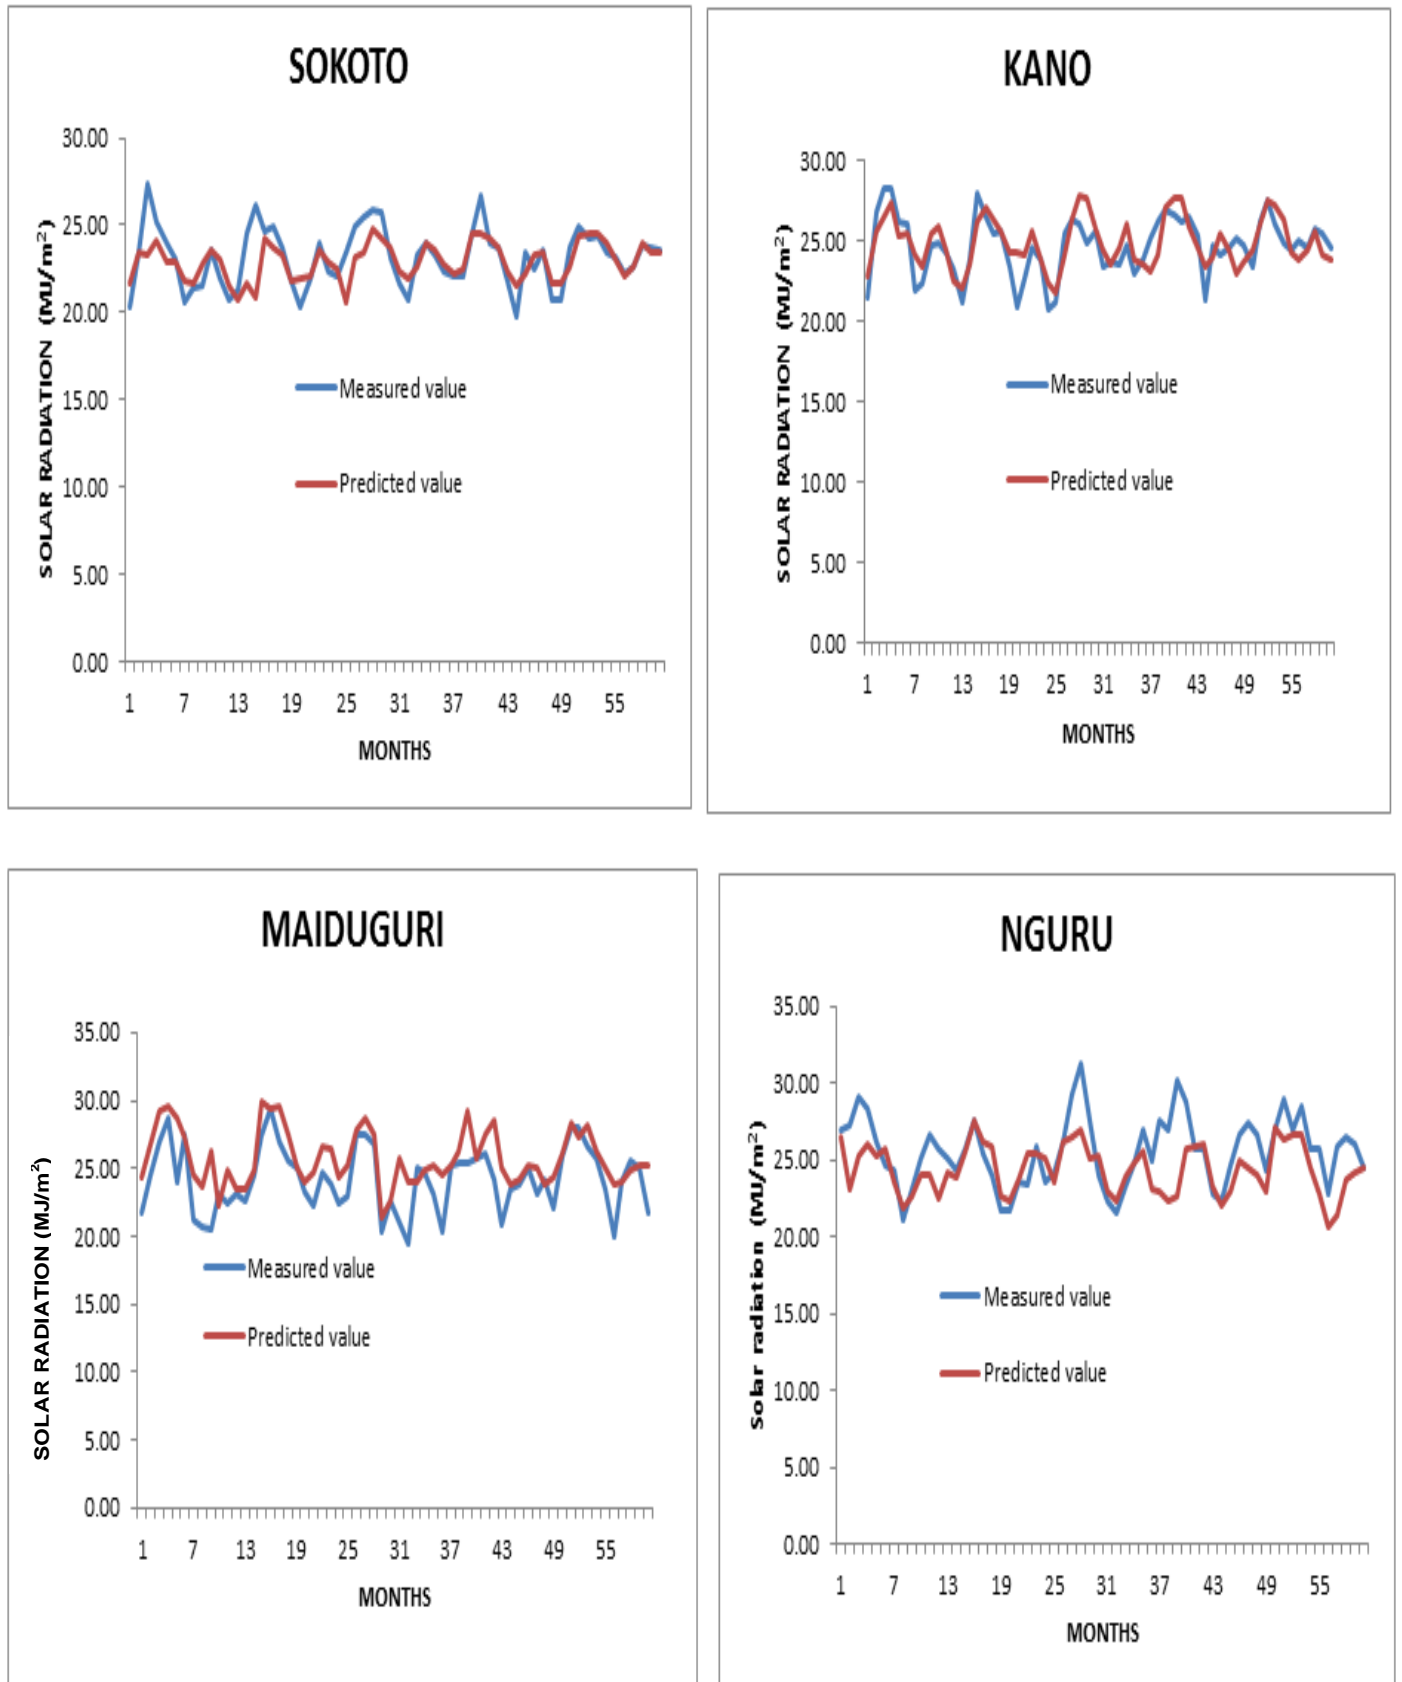 SOKOTO
30.00
25.00
20.00
15.00
10.00
5.00
0.00
SOLAR RADIATION (MJ/m²)
Measured value
Predicted value
1 7 13 19 25 31 37 43 49 55
MONTHS
KANO
30.00
25.00
20.00
15.00
10.00
5.00
0.00
SOLAR RADIATION (MJ/m²)
Measured value
Predicted value
1 7 13 19 25 31 37 43 49 55
MONTHS
MAIDUGURI
35.00
30.00
25.00
20.00
15.00
10.00
5.00
0.00
SOLAR RADIATION (MJ/m²)
Measured value
Predicted value
1 7 13 19 25 31 37 43 49 55
MONTHS
NGURU
35.00
30.00
25.00
20.00
15.00
10.00
5.00
0.00
Solar radiation (MJ/m²)
Measured value
Predicted value
1 7 13 19 25 31 37 43 49 55
MONTHS